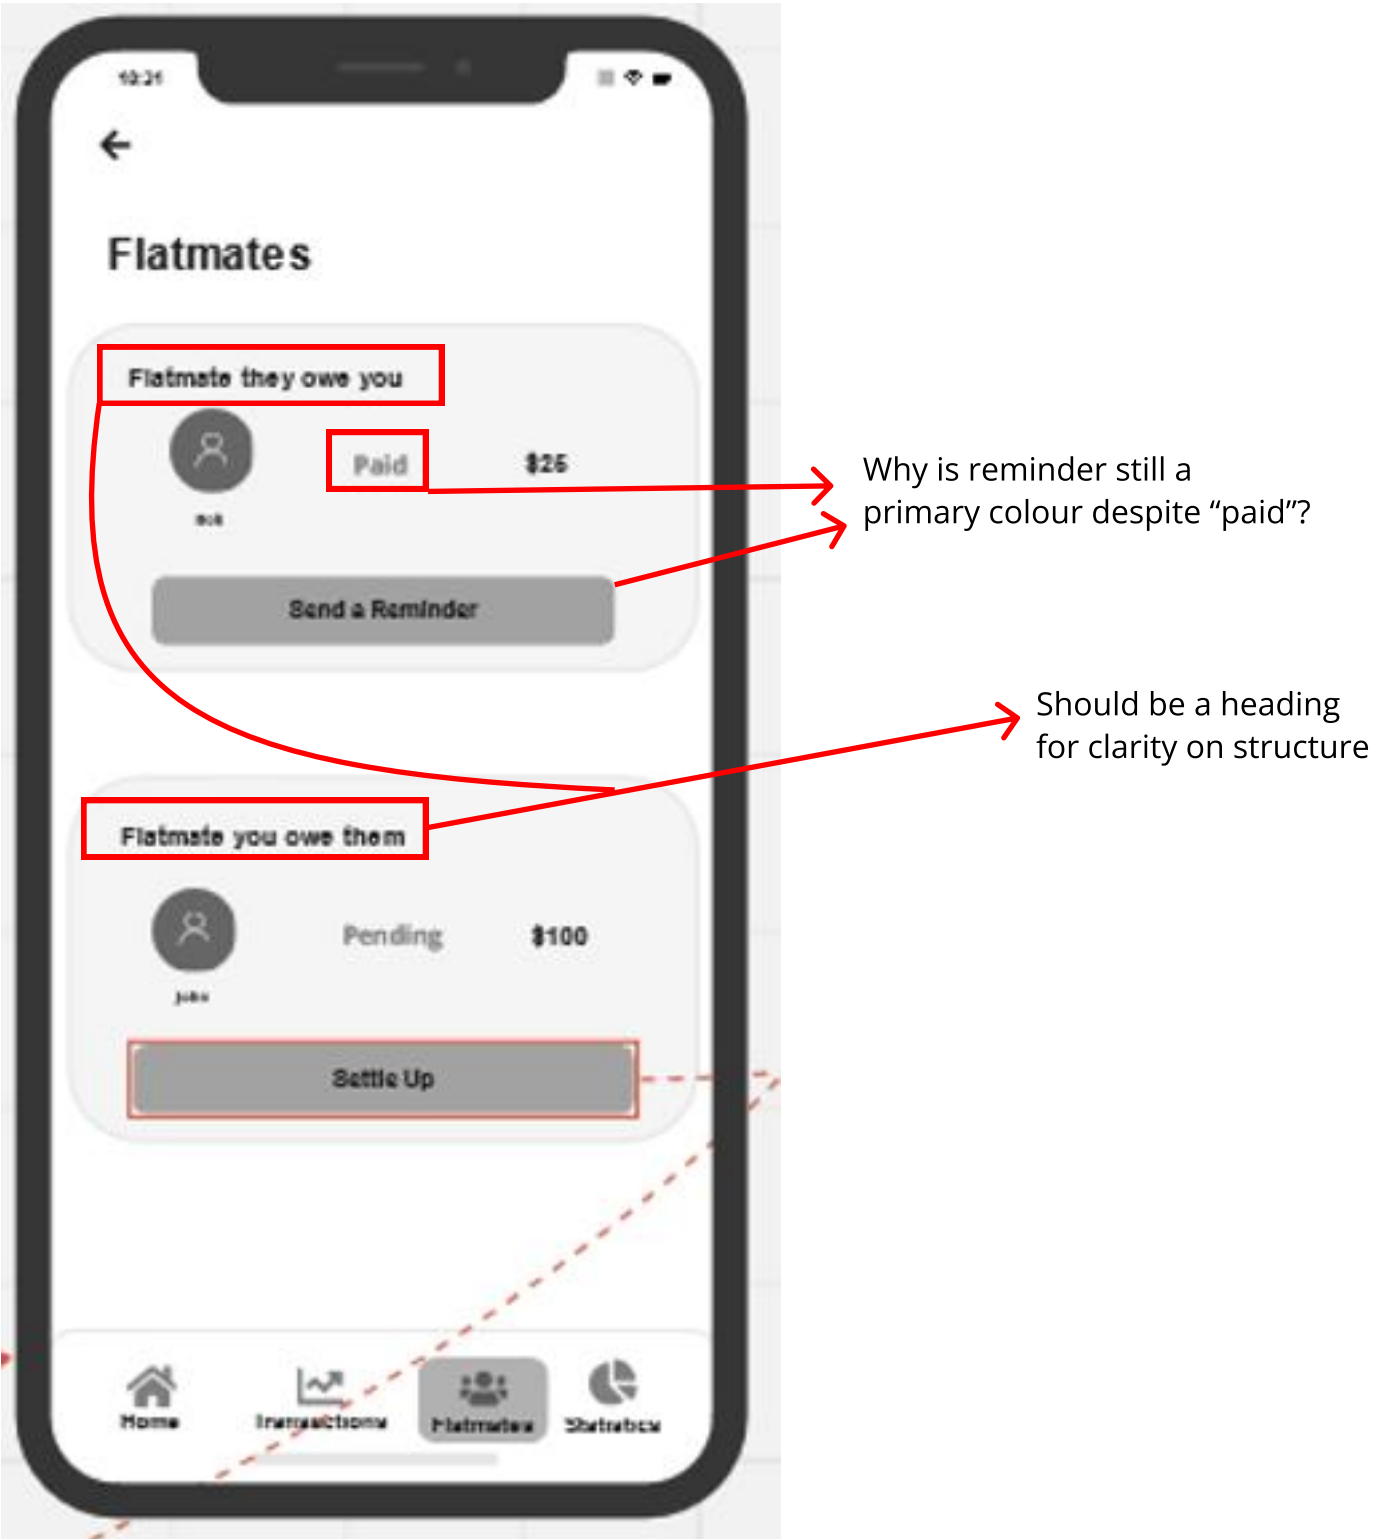 10:21
Flatmates
Flatmate they owe you
Paid
$25
Bob
Send a Reminder
Why is reminder still a
primary colour despite “paid”?
Should be a heading
for clarity on structure
Flatmate you owe them
Pending
$100
John
Settle Up
Home
Transactions
Flatmates
Statistics